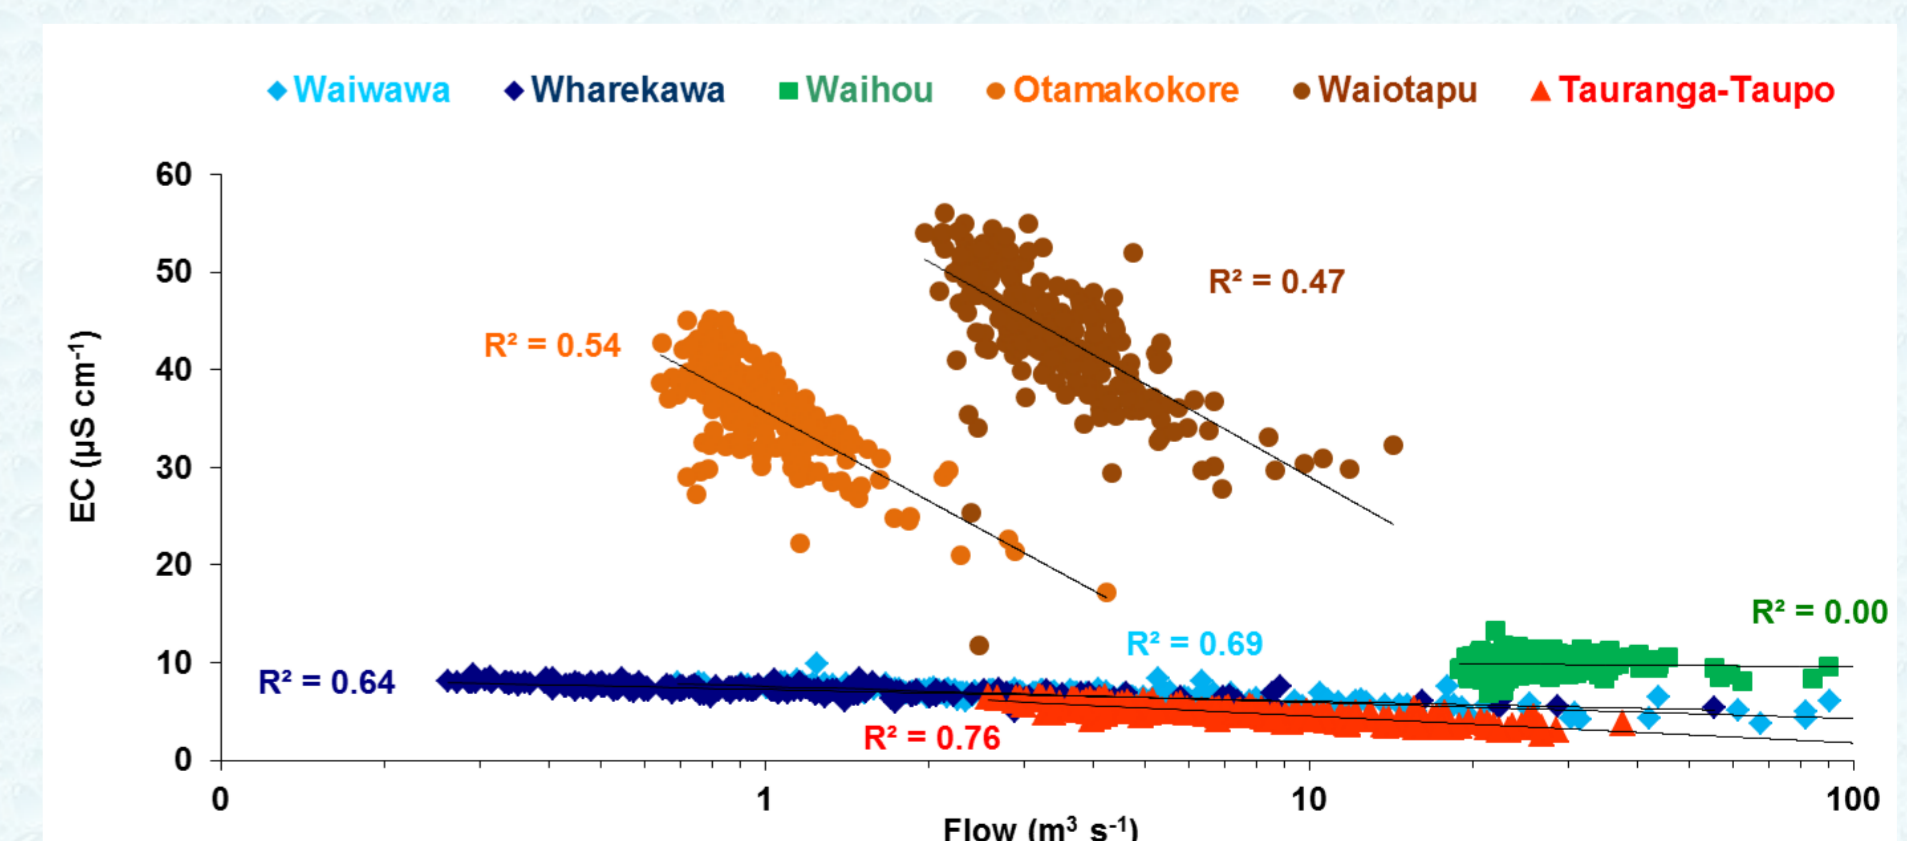 Waiwawa Wharekawa Waihou Otamakokore Waiotapu Tauranga-Taupo
60
50
R² = 0.47
R² = 0.54
40
EC (µS cm⁻¹)
30
20
R² = 0.00
R² = 0.69
10
R² = 0.64
R² = 0.76
0
0 1 10 100
Flow (m³ s⁻¹)